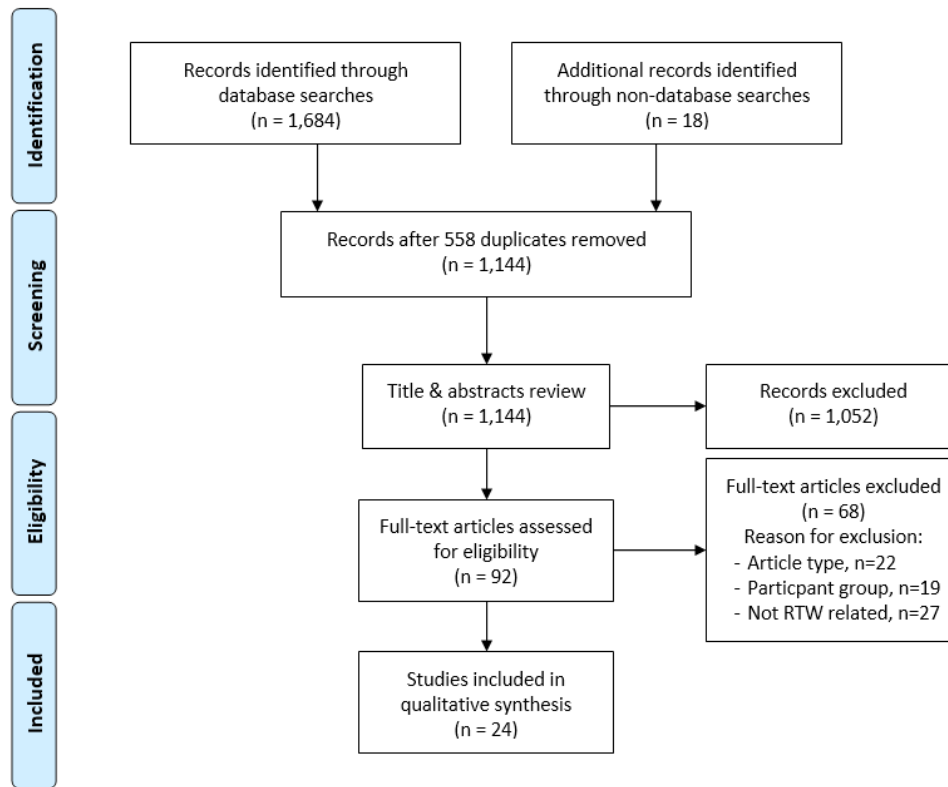 Identification
Records identified through
database searches
(n = 1,684)
Additional records identified
through non-database searches
(n = 18)
Screening
Records after 558 duplicates removed
(n = 1,144)
Title & abstracts review
(n = 1,144)
Records excluded
(n = 1,052)
Eligibility
Full-text articles assessed
for eligibility
(n = 92)
Full-text articles excluded
(n = 68)
Reason for exclusion:
- Article type, n=22
- Particpant group, n=19
- Not RTW related, n=27
Included
Studies included in
qualitative synthesis
(n = 24)